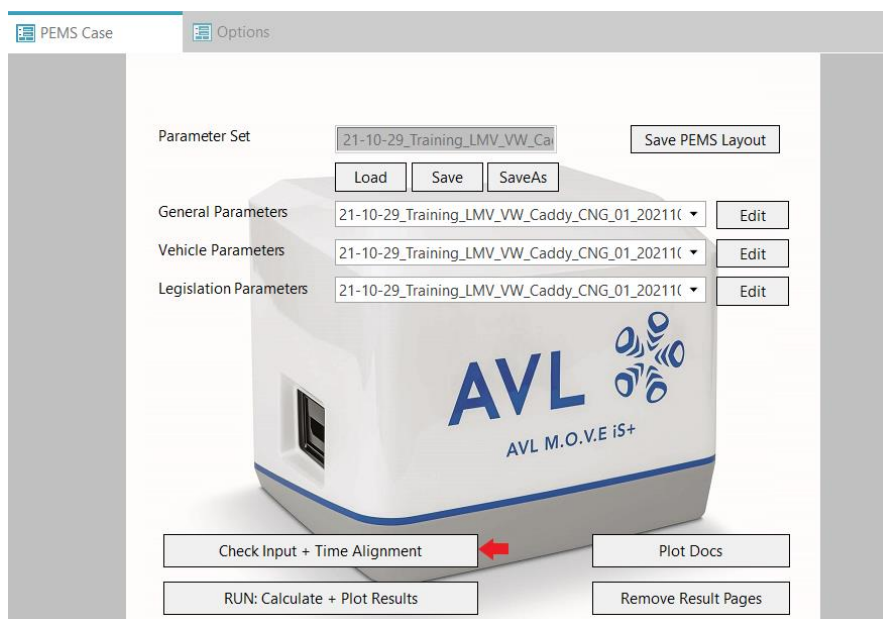 PEMS Case
Options
Parameter Set
21-10-29_Training_LMV_VW_Ca
Save PEMS Layout
Load
Save
SaveAs
General Parameters
21-10-29_Training_LMV_VW_Caddy_CNG_01_20211(
Edit
Vehicle Parameters
21-10-29_Training_LMV_VW_Caddy_CNG_01_20211(
Edit
Legislation Parameters
21-10-29_Training_LMV_VW_Caddy_CNG_01_20211(
Edit
AVL
AVL M.O.V.E iS+
Check Input + Time Alignment
Plot Docs
RUN: Calculate + Plot Results
Remove Result Pages